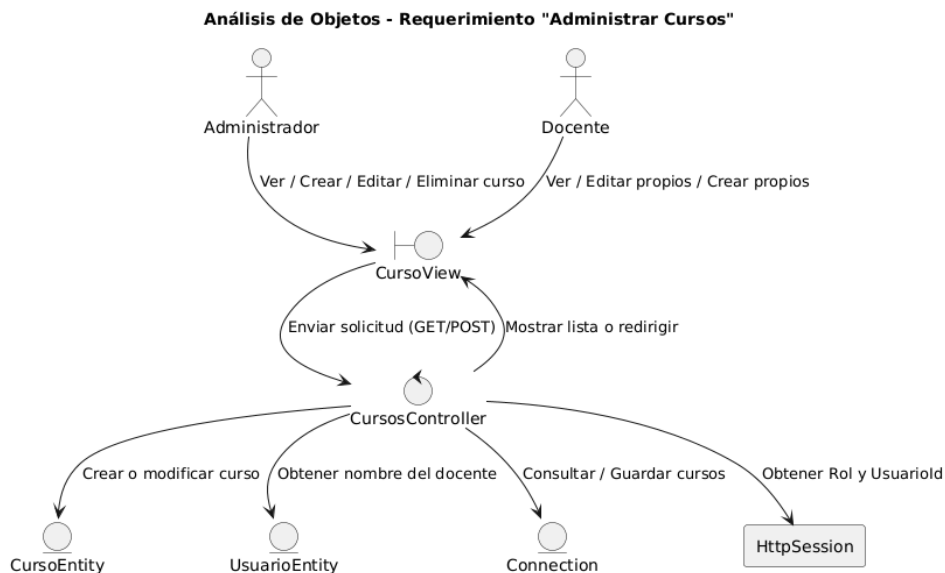 Análisis de Objetos - Requerimiento "Administrar Cursos"
Administrador
Docente
Ver / Crear / Editar / Eliminar curso
Ver / Editar propios / Crear propios
CursoView
Enviar solicitud (GET/POST)
Mostrar lista o redirigir
CursosController
Crear o modificar curso
Obtener nombre del docente
Consultar / Guardar cursos
Obtener Rol y UsuarioId
CursoEntity
UsuarioEntity
Connection
HttpSession